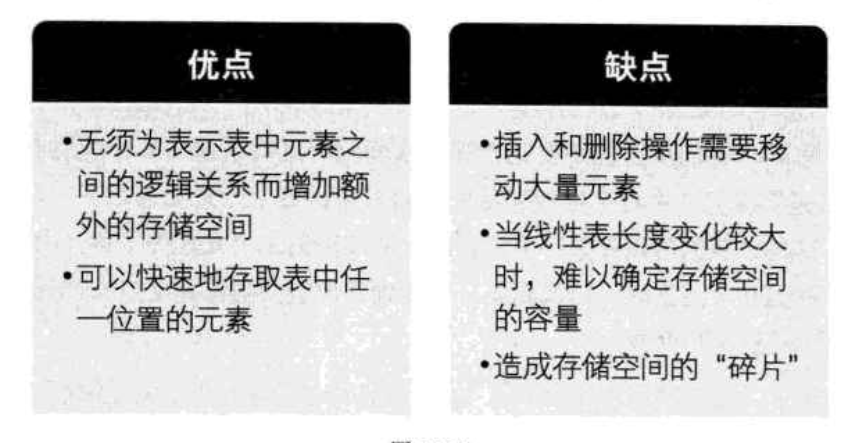 优点
•无须为表示表中元素之
间的逻辑关系而增加额
外的存储空间
•可以快速地存取表中任
一位置的元素
缺点
•插入和删除操作需要移
动大量元素
•当线性表长度变化较大
时，难以确定存储空间
的容量
•造成存储空间的“碎片”